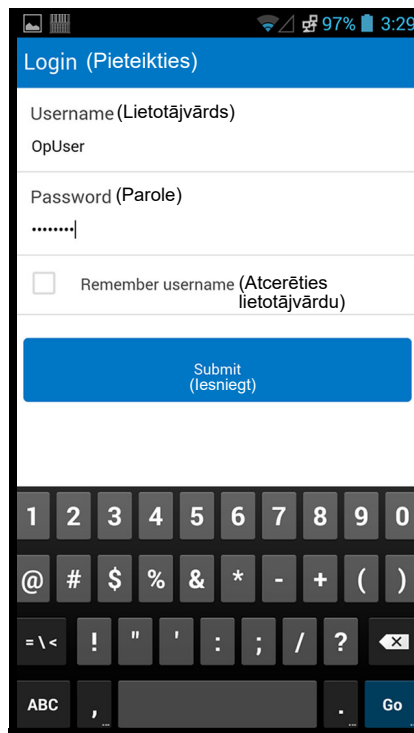 97% 3:29
Login (Pieteikties)
Username (Lietotājvārds)
OpUser
Password (Parole)
••••••••
Remember username (Atcerēties
lietotājvārdu)
Submit
(Iesniegt)
1 2 3 4 5 6 7 8 9 0
@ # $ % & * - + ( )
= \ < ! " ' : ; / ?
ABC , . Go